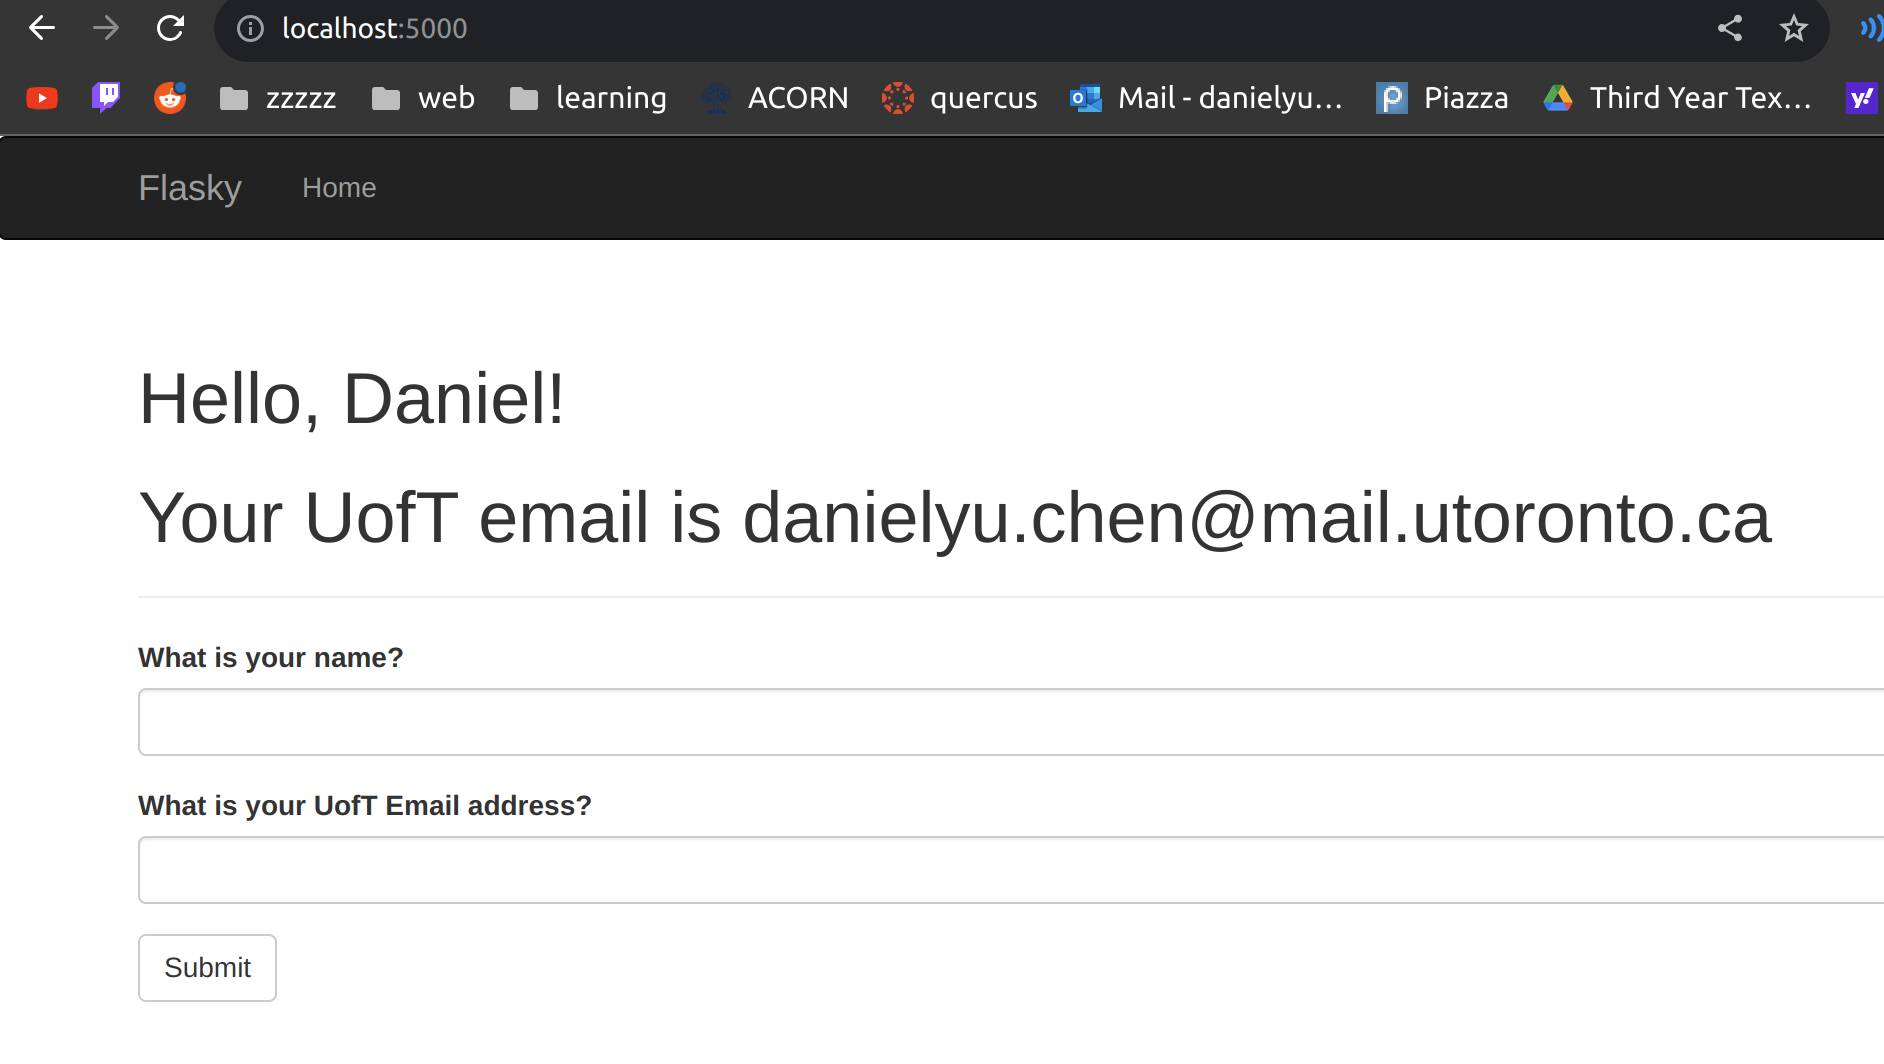 localhost:5000
zzzzz web learning ACORN quercus Mail - danielyu... Piazza Third Year Tex... y!
Flasky Home
Hello, Daniel!
Your UofT email is danielyu.chen@mail.utoronto.ca
What is your name?
What is your UofT Email address?
Submit